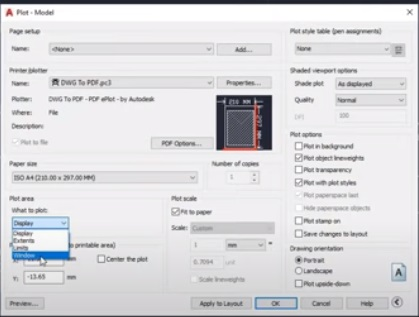 Plot - Model
Page setup
Name: <None> Add...
Printer/plotter
Name: DWG To PDF.pc3 Properties...
Plotter: DWG To PDF - PDF ePlot - by Autodesk
Where: File
Description:
Plot to file PDF Options...
210 MM
297 MM
Paper size
ISO A4 (210.00 x 297.00 MM)
Number of copies
1
Plot area
What to plot:
Display
Display
Extents
Limits
Window
to printable area)
Center the plot
Y: -13.65 mm
Plot scale
Fit to paper
Scale: Custom
1 mm =
0.7094 unit
Scale lineweights
Plot style table (pen assignments)
None
Shaded viewport options
Shade plot As displayed
Quality Normal
DPI 100
Plot options
Plot in background
Plot object lineweights
Plot transparency
Plot with plot styles
Plot paperspace last
Hide paperspace objects
Plot stamp on
Save changes to layout
Drawing orientation
Portrait
Landscape
Plot upside-down
A
Preview... Apply to Layout OK Cancel Help